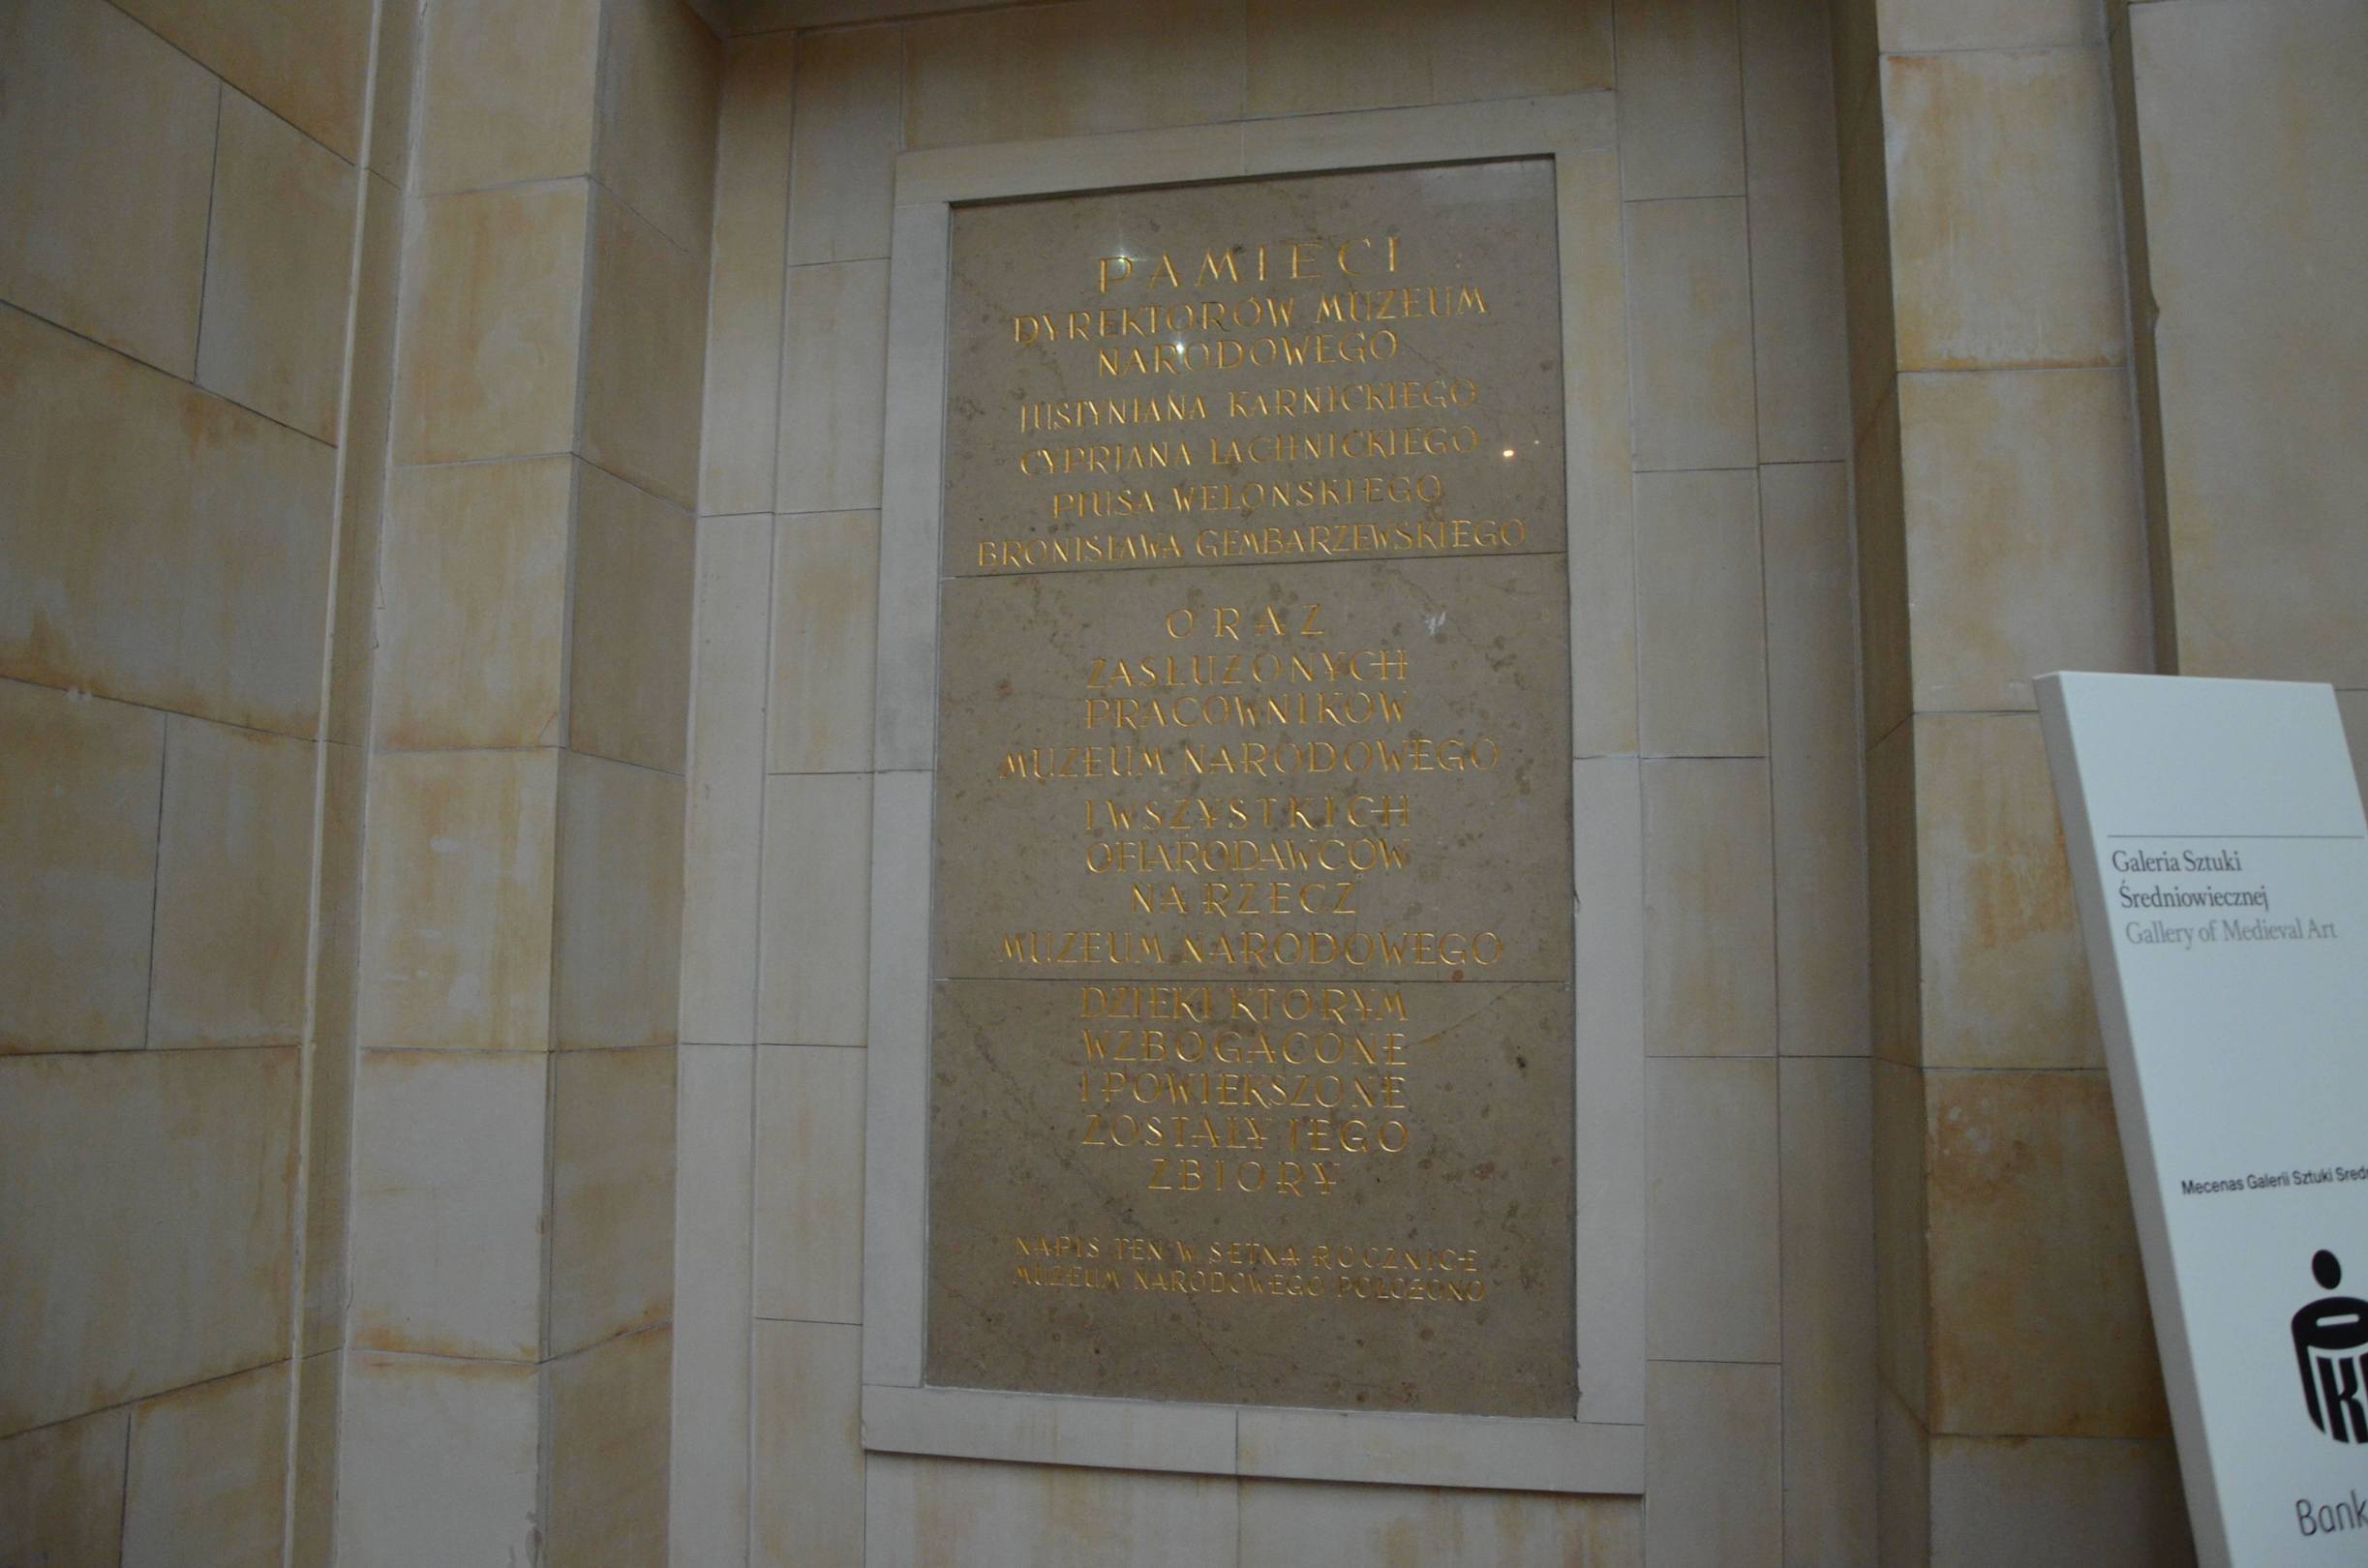 PAMIĘCI
DYREKTORÓW MUZEUM
NARODOWEGO
JUSTYNIANA KARNICKIEGO
CYPRIANA LACHNICKIEGO
PIUSA WELOŃSKIEGO
BRONISŁAWA GEMBARZEWSKIEGO
ORAZ
ZASŁUŻONYCH
PRACOWNIKÓW
MUZEUM NARODOWEGO
I WSZYSTKICH
OFIARODAWCÓW
NA RZECZ
MUZEUM NARODOWEGO
DZIĘKI KTÓRYM
WZBOGACONE
I POWIĘKSZONE
ZOSTAŁY JEGO
ZBIORY
NAPIS TEN W SETNĄ ROCZNICĘ
MUZEUM NARODOWEGO POŁOŻONO
Galeria Sztuki
Średniowiecznej
Gallery of Medieval Art
Mecenas Galerii Sztuki
Bank